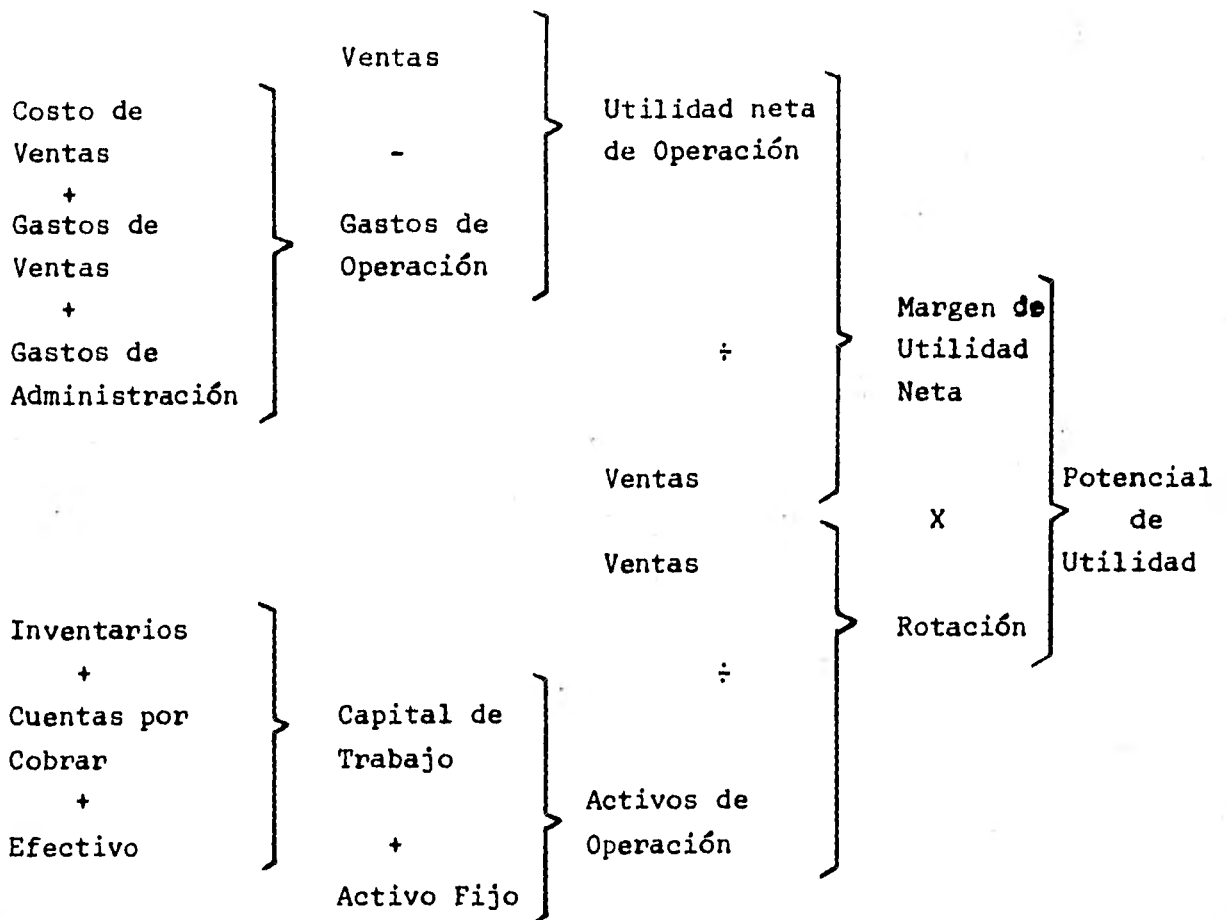 Ventas
Costo de
Ventas
+
Gastos de
Ventas
+
Gastos de
Administración
-
Gastos de
Operación
Utilidad neta
de Operación
÷
Ventas
Margen de
Utilidad
Neta
X
Potencial
de
Utilidad
Ventas
÷
Rotación
Inventarios
+
Cuentas por
Cobrar
+
Efectivo
Capital de
Trabajo
+
Activo Fijo
Activos de
Operación